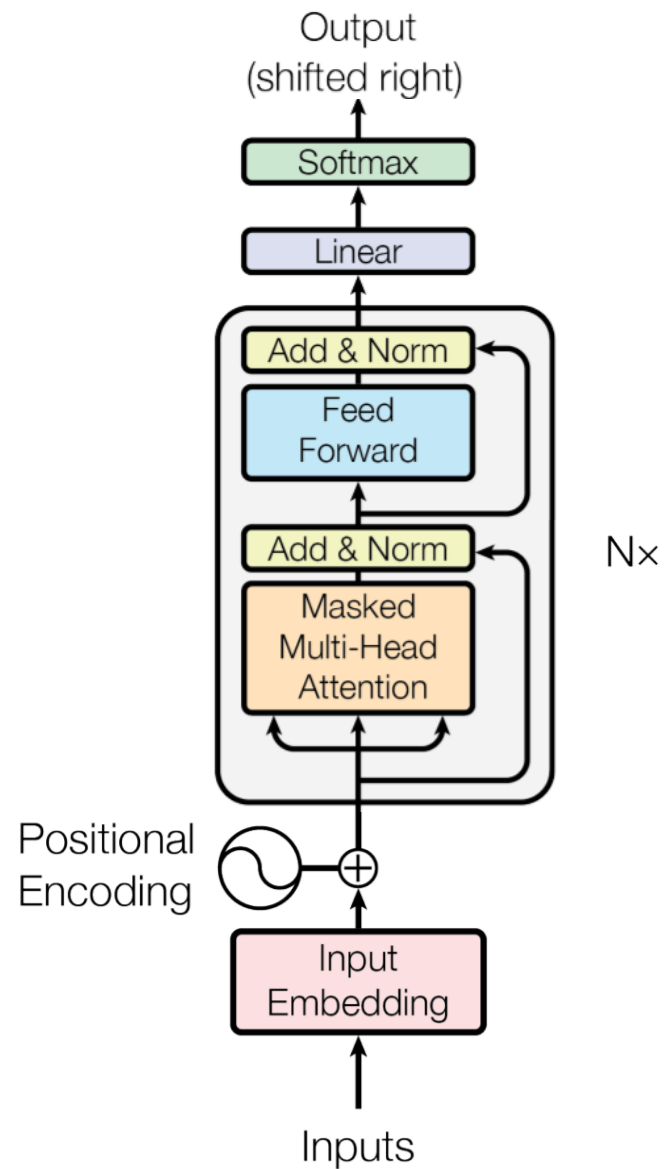 Output
(shifted right)
Softmax
Linear
Add & Norm
Feed
Forward
Add & Norm
N×
Masked
Multi-Head
Attention
Positional
Encoding
Input
Embedding
Inputs